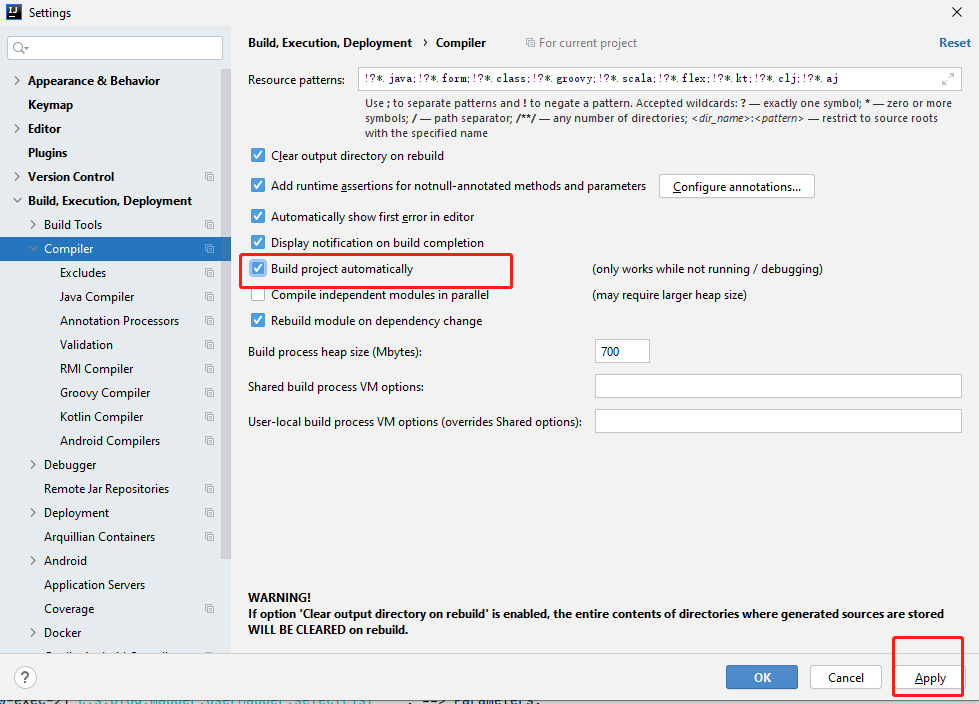 Settings
Appearance & Behavior
Keymap
Editor
Plugins
Version Control
Build, Execution, Deployment
Build Tools
Compiler
Excludes
Java Compiler
Annotation Processors
Validation
RMI Compiler
Groovy Compiler
Kotlin Compiler
Android Compilers
Debugger
Remote Jar Repositories
Deployment
Arquillian Containers
Android
Application Servers
Coverage
Docker
Build, Execution, Deployment › Compiler For current project Reset
Resource patterns: !?*.java;!?*.form;!?*.class;!?*.groovy;!?*.scala;!?*.flex;!?*.kt;!?*.clj;!?*.aj
Use ; to separate patterns and ! to negate a pattern. Accepted wildcards: ? — exactly one symbol; * — zero or more
symbols; / — path separator; /**/ — any number of directories; <dir_name>:<pattern> — restrict to source roots
with the specified name
Clear output directory on rebuild
Add runtime assertions for notnull-annotated methods and parameters Configure annotations...
Automatically show first error in editor
Display notification on build completion
Build project automatically (only works while not running / debugging)
Compile independent modules in parallel (may require larger heap size)
Rebuild module on dependency change
Build process heap size (Mbytes): 700
Shared build process VM options:
User-local build process VM options (overrides Shared options):
WARNING!
If option 'Clear output directory on rebuild' is enabled, the entire contents of directories where generated sources are stored
WILL BE CLEARED on rebuild.
? OK Cancel Apply